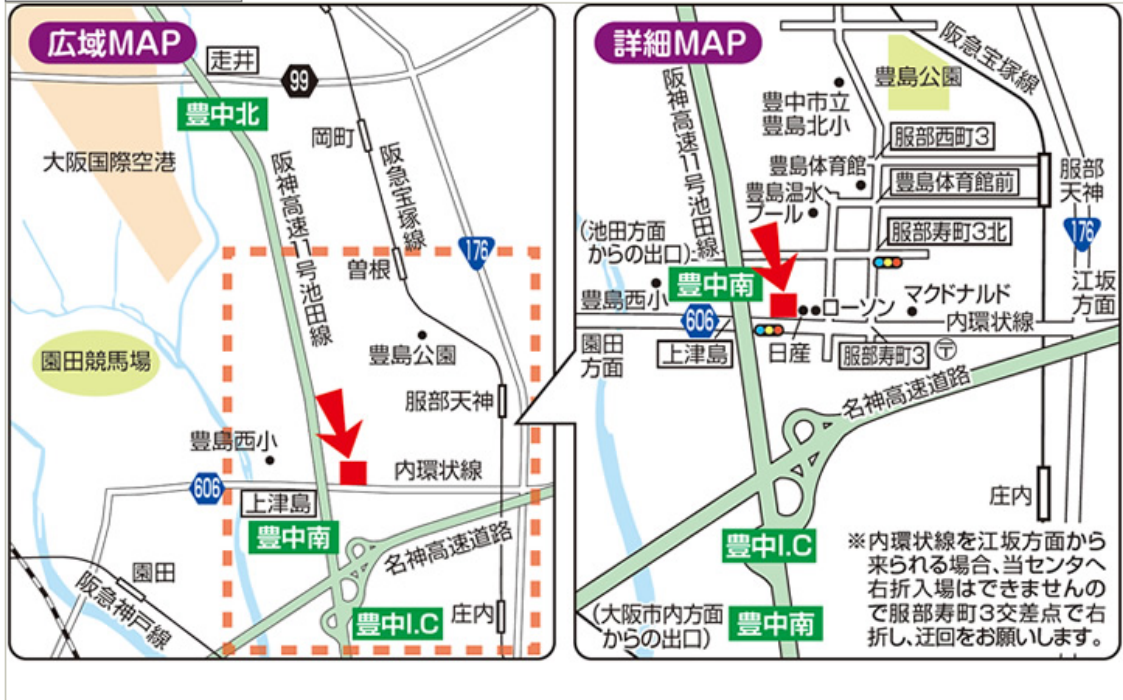 広域MAP
走井
99
豊中北
大阪国際空港
岡町
阪急宝塚線
阪神高速11号池田線
176
曽根
園田競馬場
豊島公園
服部天神
豊島西小
内環状線
606
上津島
豊中南
名神高速道路
園田
阪急神戸線
豊中I.C
庄内
詳細MAP
阪急宝塚線
阪神高速11号池田線
豊島公園
豊中市立
豊島北小
服部西町3
豊島体育館
服部
天神
豊島体育館前
豊島温水
プール
176
(池田方面
からの出口)
服部寿町3北
豊中南
江坂
方面
豊島西小
ローソン
マクドナルド
606
内環状線
園田
方面
上津島
日産
服部寿町3
〒
名神高速道路
庄内
豊中I.C
(大阪市内方面
からの出口)
豊中南
※内環状線を江坂方面から
来られる場合、当センタへ
右折入場はできませんの
で服部寿町3交差点で右
折し、迂回をお願いします。